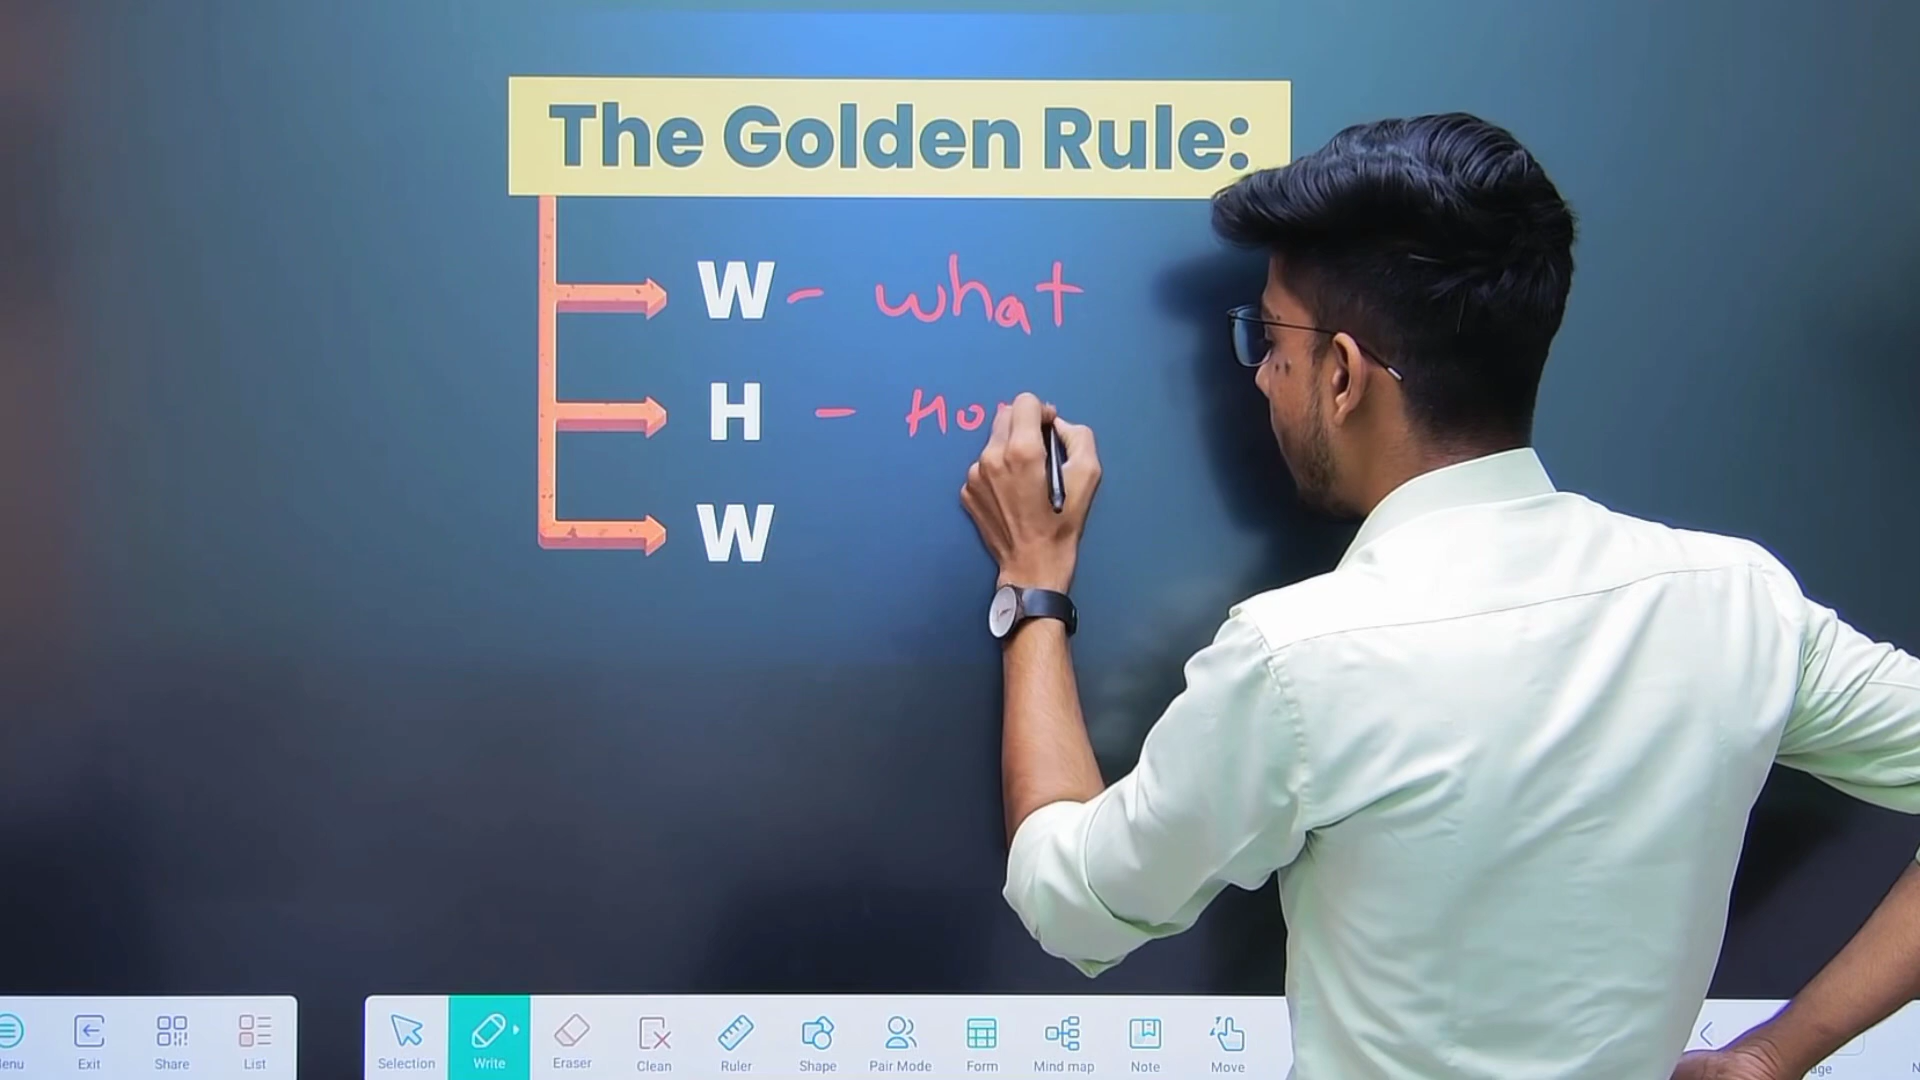 The Golden Rule:
W - what
H - Ho
W
Exit Share List
Selection Write Eraser Clean Ruler Shape Pair Mode Form Mind map Note Move